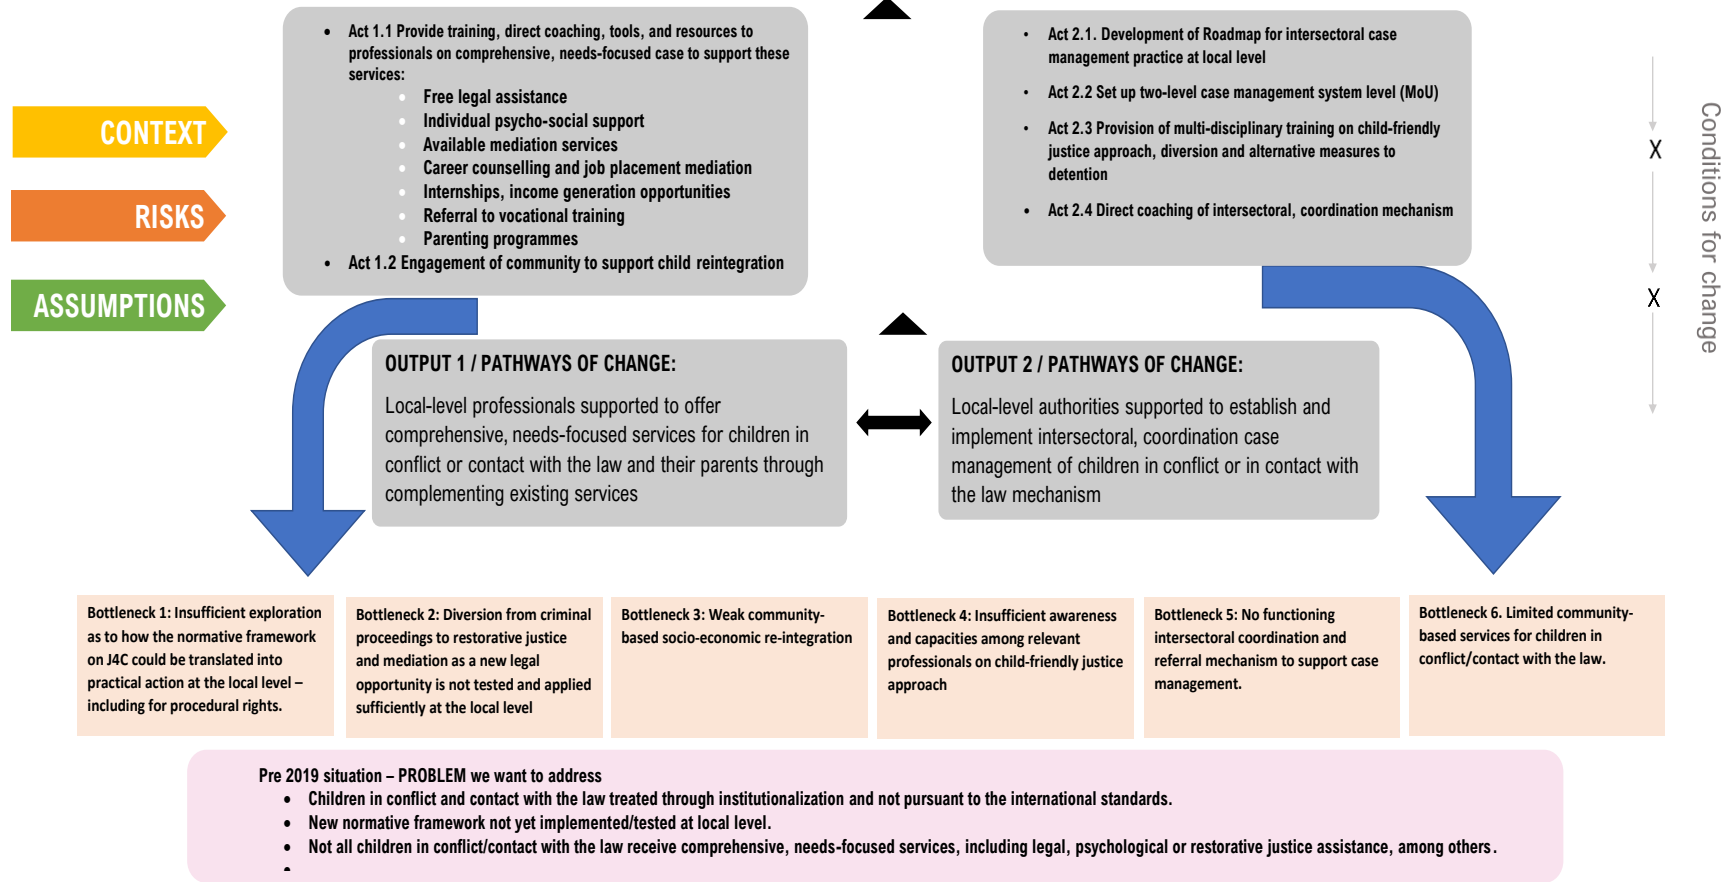 Act 1.1 Provide training, direct coaching, tools, and resources to
professionals on comprehensive, needs-focused case to support these
services:
Free legal assistance
Individual psycho-social support
Available mediation services
Career counselling and job placement mediation
Internships, income generation opportunities
Referral to vocational training
Parenting programmes
Act 1.2 Engagement of community to support child reintegration
Act 2.1. Development of Roadmap for intersectoral case
management practice at local level
Act 2.2 Set up two-level case management system level (MoU)
Act 2.3 Provision of multi-disciplinary training on child-friendly
justice approach, diversion and alternative measures to
detention
Act 2.4 Direct coaching of intersectoral, coordination mechanism
CONTEXT
RISKS
ASSUMPTIONS
X
X
Conditions for change
OUTPUT 1 / PATHWAYS OF CHANGE:
Local-level professionals supported to offer
comprehensive, needs-focused services for children in
conflict or contact with the law and their parents through
complementing existing services
OUTPUT 2 / PATHWAYS OF CHANGE:
Local-level authorities supported to establish and
implement intersectoral, coordination case
management of children in conflict or in contact with
the law mechanism
Bottleneck 1: Insufficient exploration
as to how the normative framework
on J4C could be translated into
practical action at the local level –
including for procedural rights.
Bottleneck 2: Diversion from criminal
proceedings to restorative justice
and mediation as a new legal
opportunity is not tested and applied
sufficiently at the local level
Bottleneck 3: Weak community-
based socio-economic re-integration
Bottleneck 4: Insufficient awareness
and capacities among relevant
professionals on child-friendly justice
approach
Bottleneck 5: No functioning
intersectoral coordination and
referral mechanism to support case
management.
Bottleneck 6. Limited community-
based services for children in
conflict/contact with the law.
Pre 2019 situation – PROBLEM we want to address
Children in conflict and contact with the law treated through institutionalization and not pursuant to the international standards.
New normative framework not yet implemented/tested at local level.
Not all children in conflict/contact with the law receive comprehensive, needs-focused services, including legal, psychological or restorative justice assistance, among others.